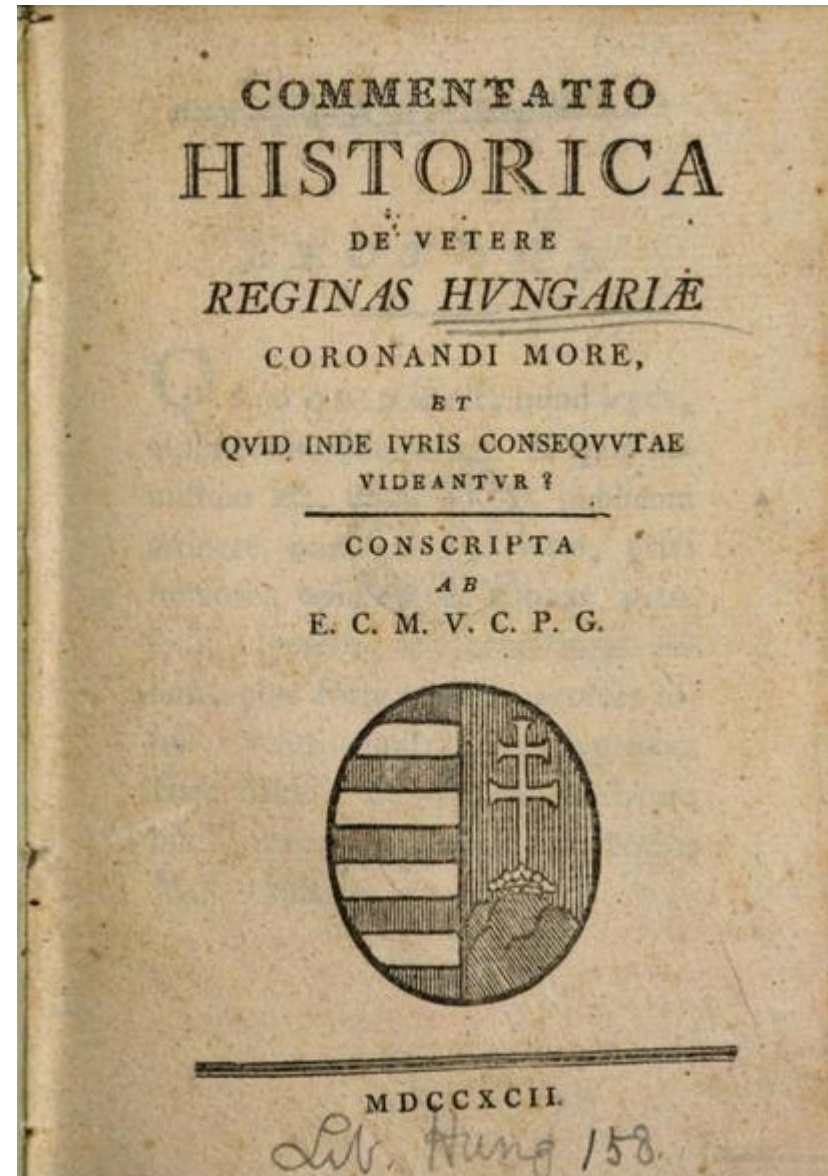 COMMENTATIO
HISTORICA
DE VETERE
REGINAS HVNGARIÆ
CORONANDI MORE,
ET
QVID INDE IVRIS CONSEQVVTAE
VIDEANTVR ?
CONSCRIPTA
AB
E. C. M. V. C. P. G.
MDCCXCII.
Lib. Hung 158.